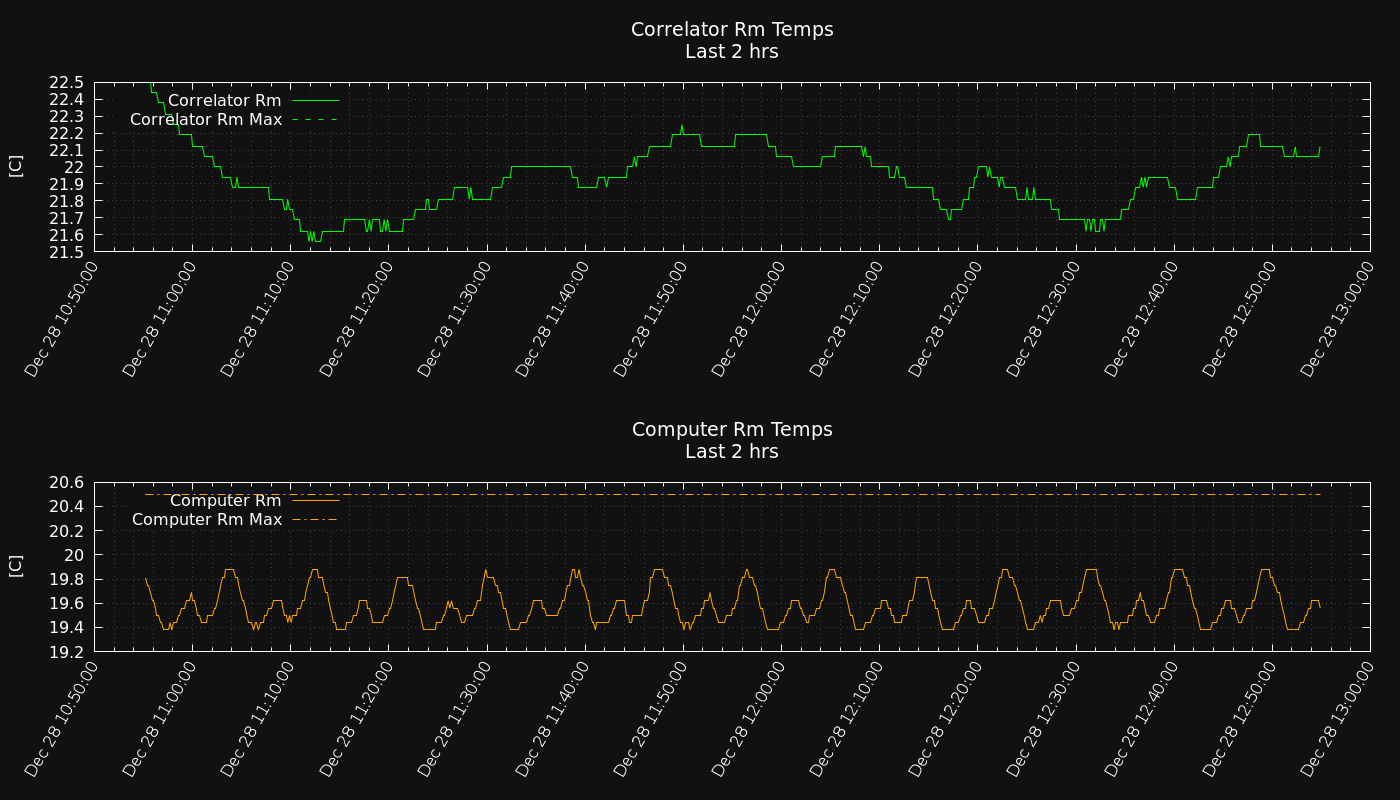 Correlator Rm Temps
Last 2 hrs
22.5
22.4
22.3
22.2
22.1
22
21.9
21.8
21.7
21.6
21.5
[C]
Correlator Rm
Correlator Rm Max
Dec 28 10:50:00
Dec 28 11:00:00
Dec 28 11:10:00
Dec 28 11:20:00
Dec 28 11:30:00
Dec 28 11:40:00
Dec 28 11:50:00
Dec 28 12:00:00
Dec 28 12:10:00
Dec 28 12:20:00
Dec 28 12:30:00
Dec 28 12:40:00
Dec 28 12:50:00
Dec 28 13:00:00
Computer Rm Temps
Last 2 hrs
20.6
20.4
20.2
20
19.8
19.6
19.4
19.2
[C]
Computer Rm
Computer Rm Max
Dec 28 10:50:00
Dec 28 11:00:00
Dec 28 11:10:00
Dec 28 11:20:00
Dec 28 11:30:00
Dec 28 11:40:00
Dec 28 11:50:00
Dec 28 12:00:00
Dec 28 12:10:00
Dec 28 12:20:00
Dec 28 12:30:00
Dec 28 12:40:00
Dec 28 12:50:00
Dec 28 13:00:00